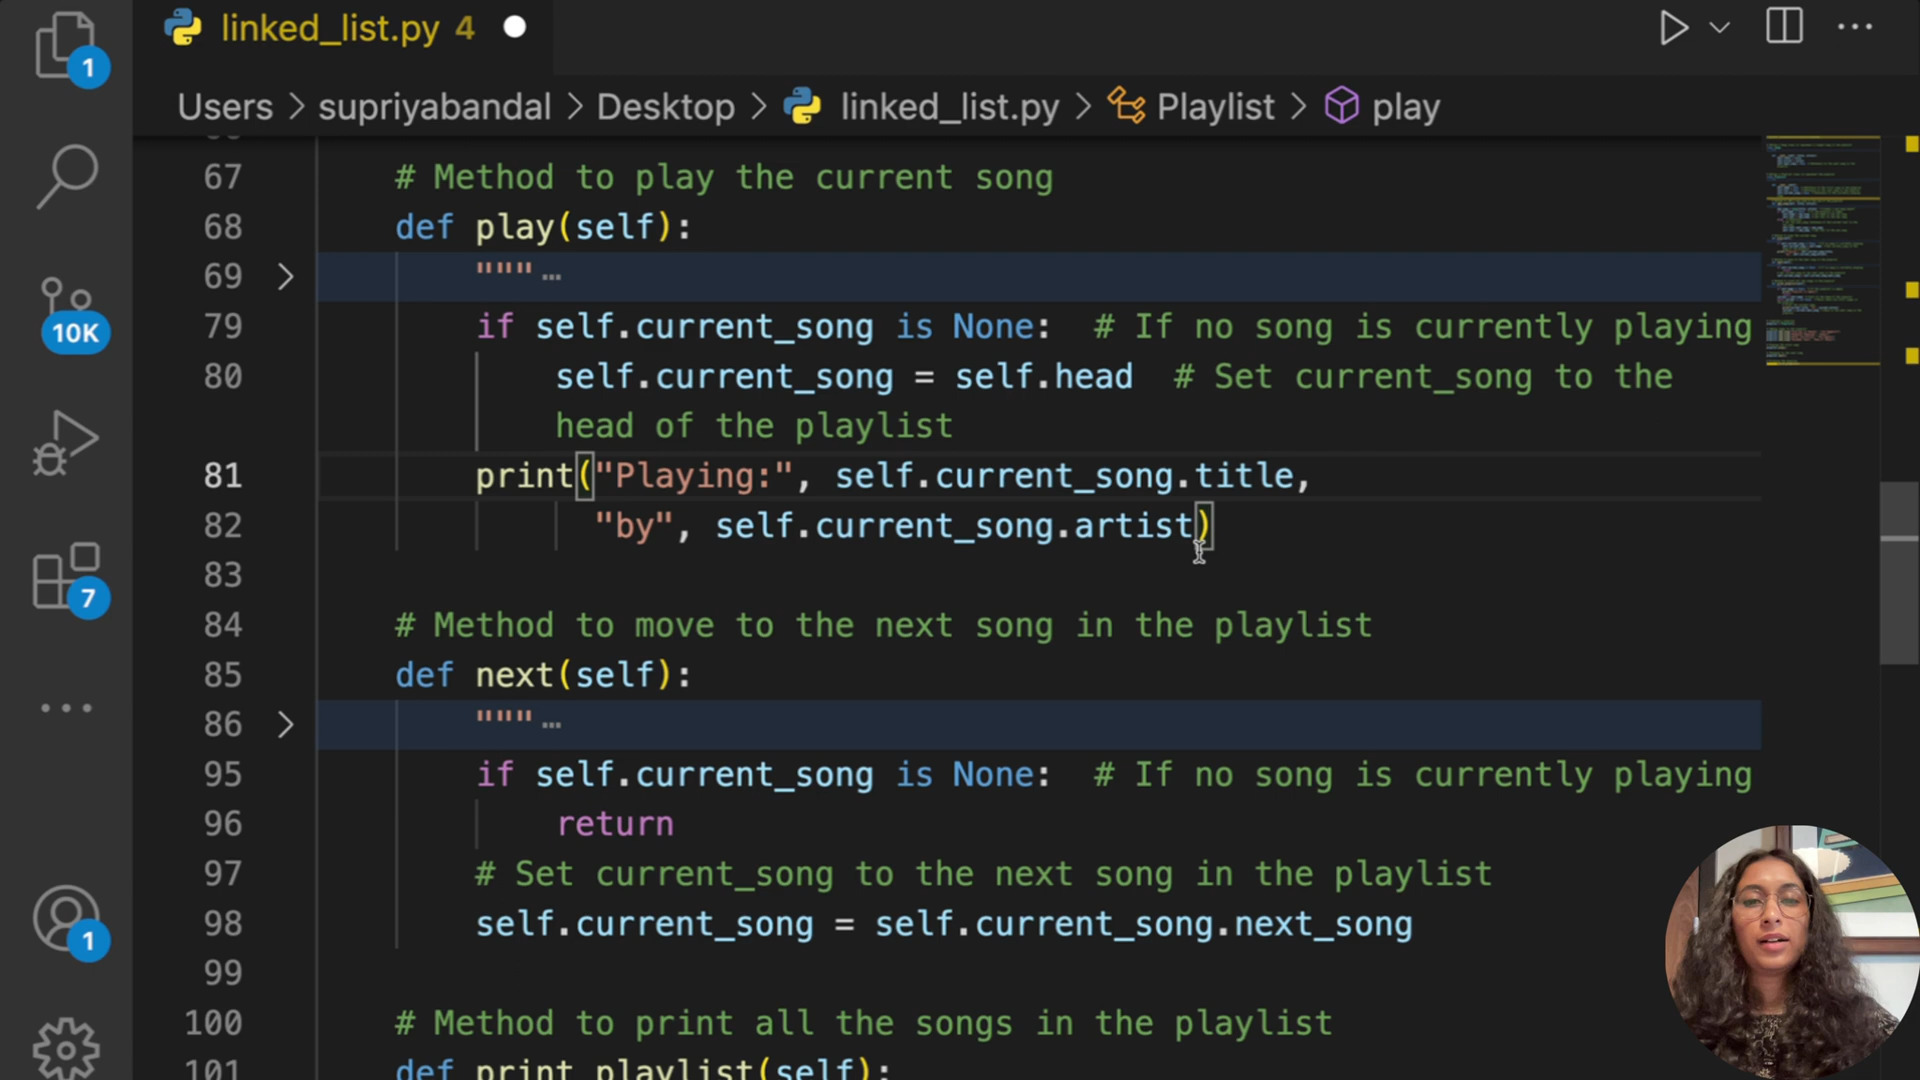 linked_list.py 4
1
Users > supriyabandal > Desktop > linked_list.py > Playlist > play
67 # Method to play the current song
68 def play(self):
69 """…
79 if self.current_song is None: # If no song is currently playing
80 self.current_song = self.head # Set current_song to the
head of the playlist
81 print("Playing:", self.current_song.title,
82 "by", self.current_song.artist)
83
84 # Method to move to the next song in the playlist
85 def next(self):
86 """…
95 if self.current_song is None: # If no song is currently playing
96 return
97 # Set current_song to the next song in the playlist
98 self.current_song = self.current_song.next_song
99
100 # Method to print all the songs in the playlist
101 def print_playlist(self):
10K
7
1